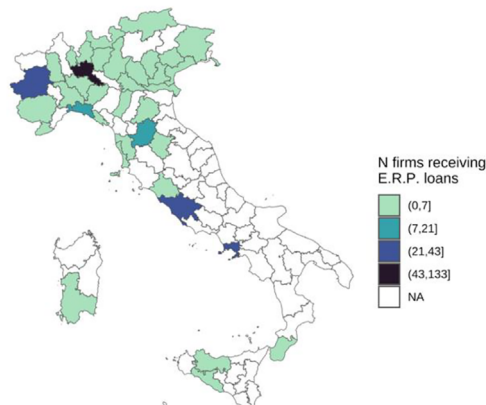 N firms receiving
E.R.P. loans
(0,7]
(7,21]
(21,43]
(43,133]
NA